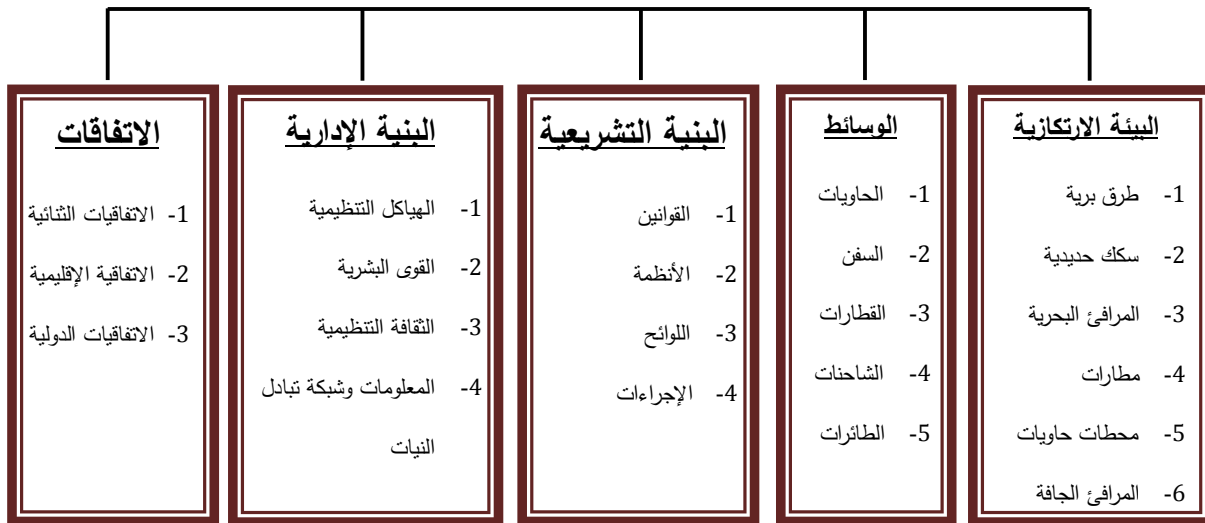 البيئة الارتكازية
1- طرق برية
2- سكك حديدية
3- المرافئ البحرية
4- مطارات
5- محطات حاويات
6- المرافئ الجافة
الوسائط
1- الحاويات
2- السفن
3- القطارات
4- الشاحنات
5- الطائرات
البنية التشريعية
1- القوانين
2- الأنظمة
3- اللوائح
4- الإجراءات
البنية الإدارية
1- الهياكل التنظيمية
2- القوى البشرية
3- الثقافة التنظيمية
4- المعلومات وشبكة تبادل
النيات
الاتفاقات
1- الاتفاقيات الثنائية
2- الاتفاقية الإقليمية
3- الاتفاقيات الدولية